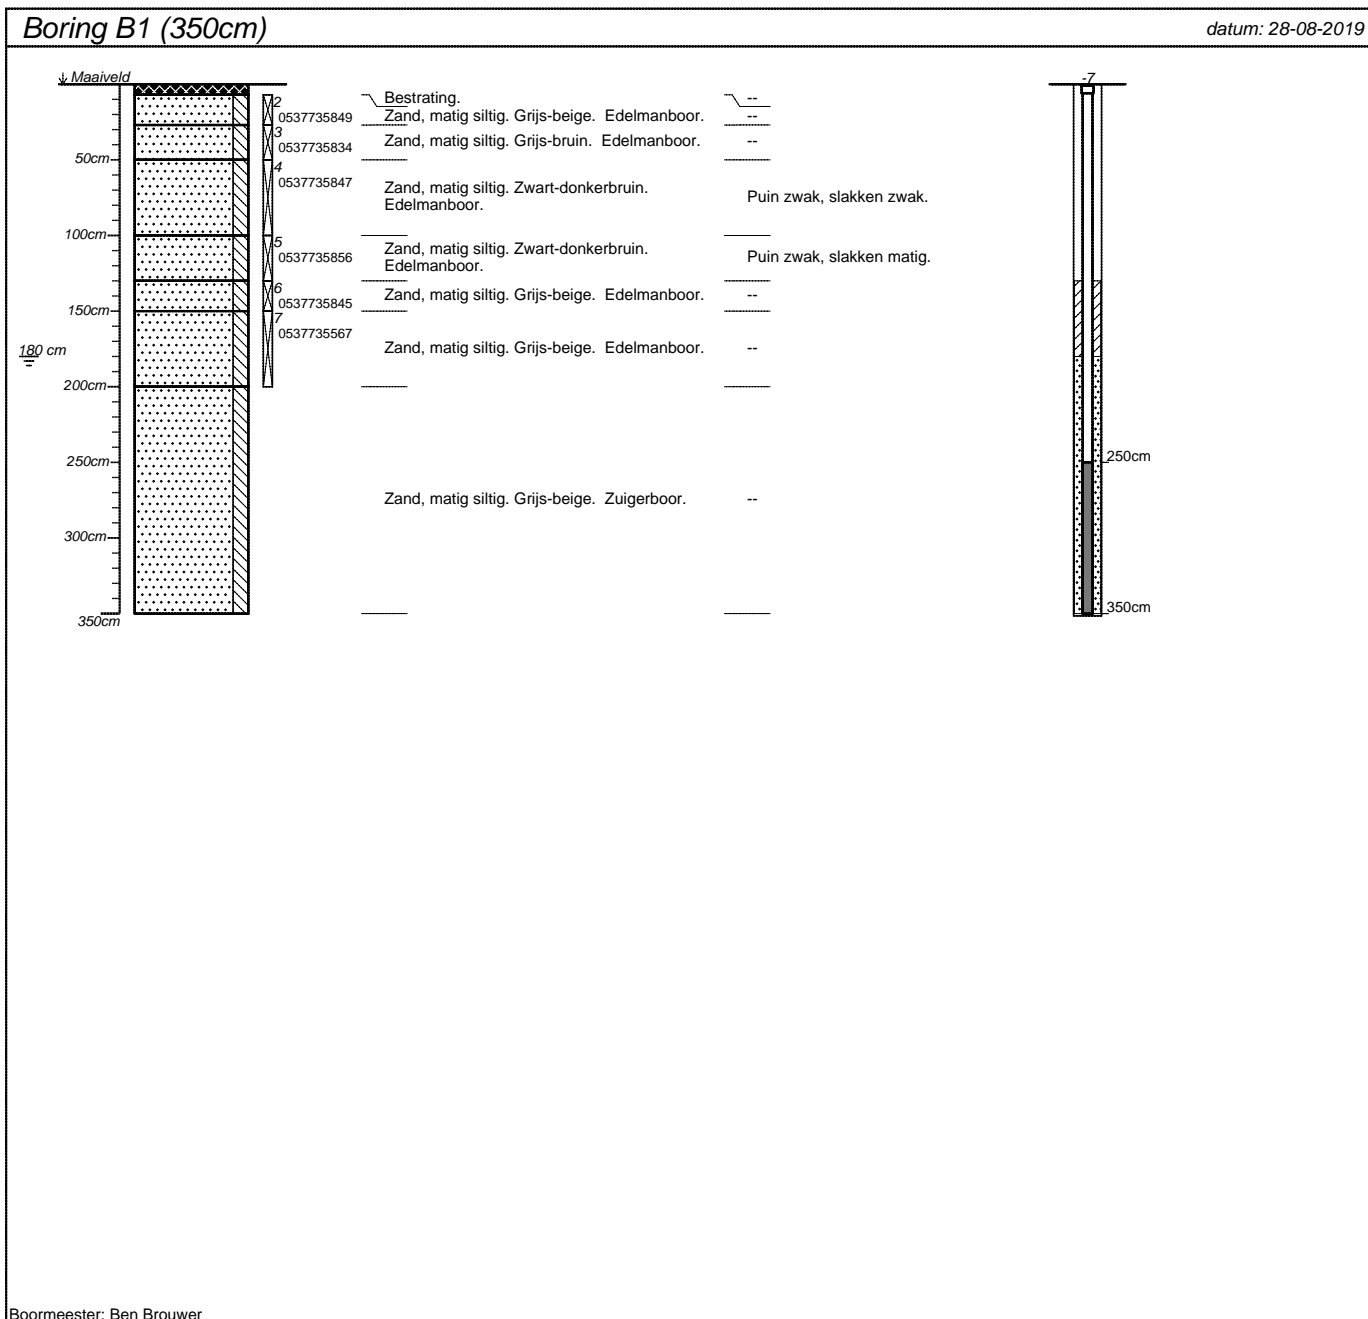 Boring B1 (350cm)
datum: 28-08-2019
Maaiveld
-7
2
0537735849
Bestrating.
--
Zand, matig siltig. Grijs-beige. Edelmanboor.
--
3
0537735834
Zand, matig siltig. Grijs-bruin. Edelmanboor.
--
50cm
4
0537735847
Zand, matig siltig. Zwart-donkerbruin.
Edelmanboor.
Puin zwak, slakken zwak.
100cm
5
0537735856
Zand, matig siltig. Zwart-donkerbruin.
Edelmanboor.
Puin zwak, slakken matig.
6
0537735845
Zand, matig siltig. Grijs-beige. Edelmanboor.
--
150cm
7
0537735567
180 cm
Zand, matig siltig. Grijs-beige. Edelmanboor.
--
200cm
250cm
250cm
Zand, matig siltig. Grijs-beige. Zuigerboor.
--
300cm
350cm
350cm
Boormeester: Ben Brouwer